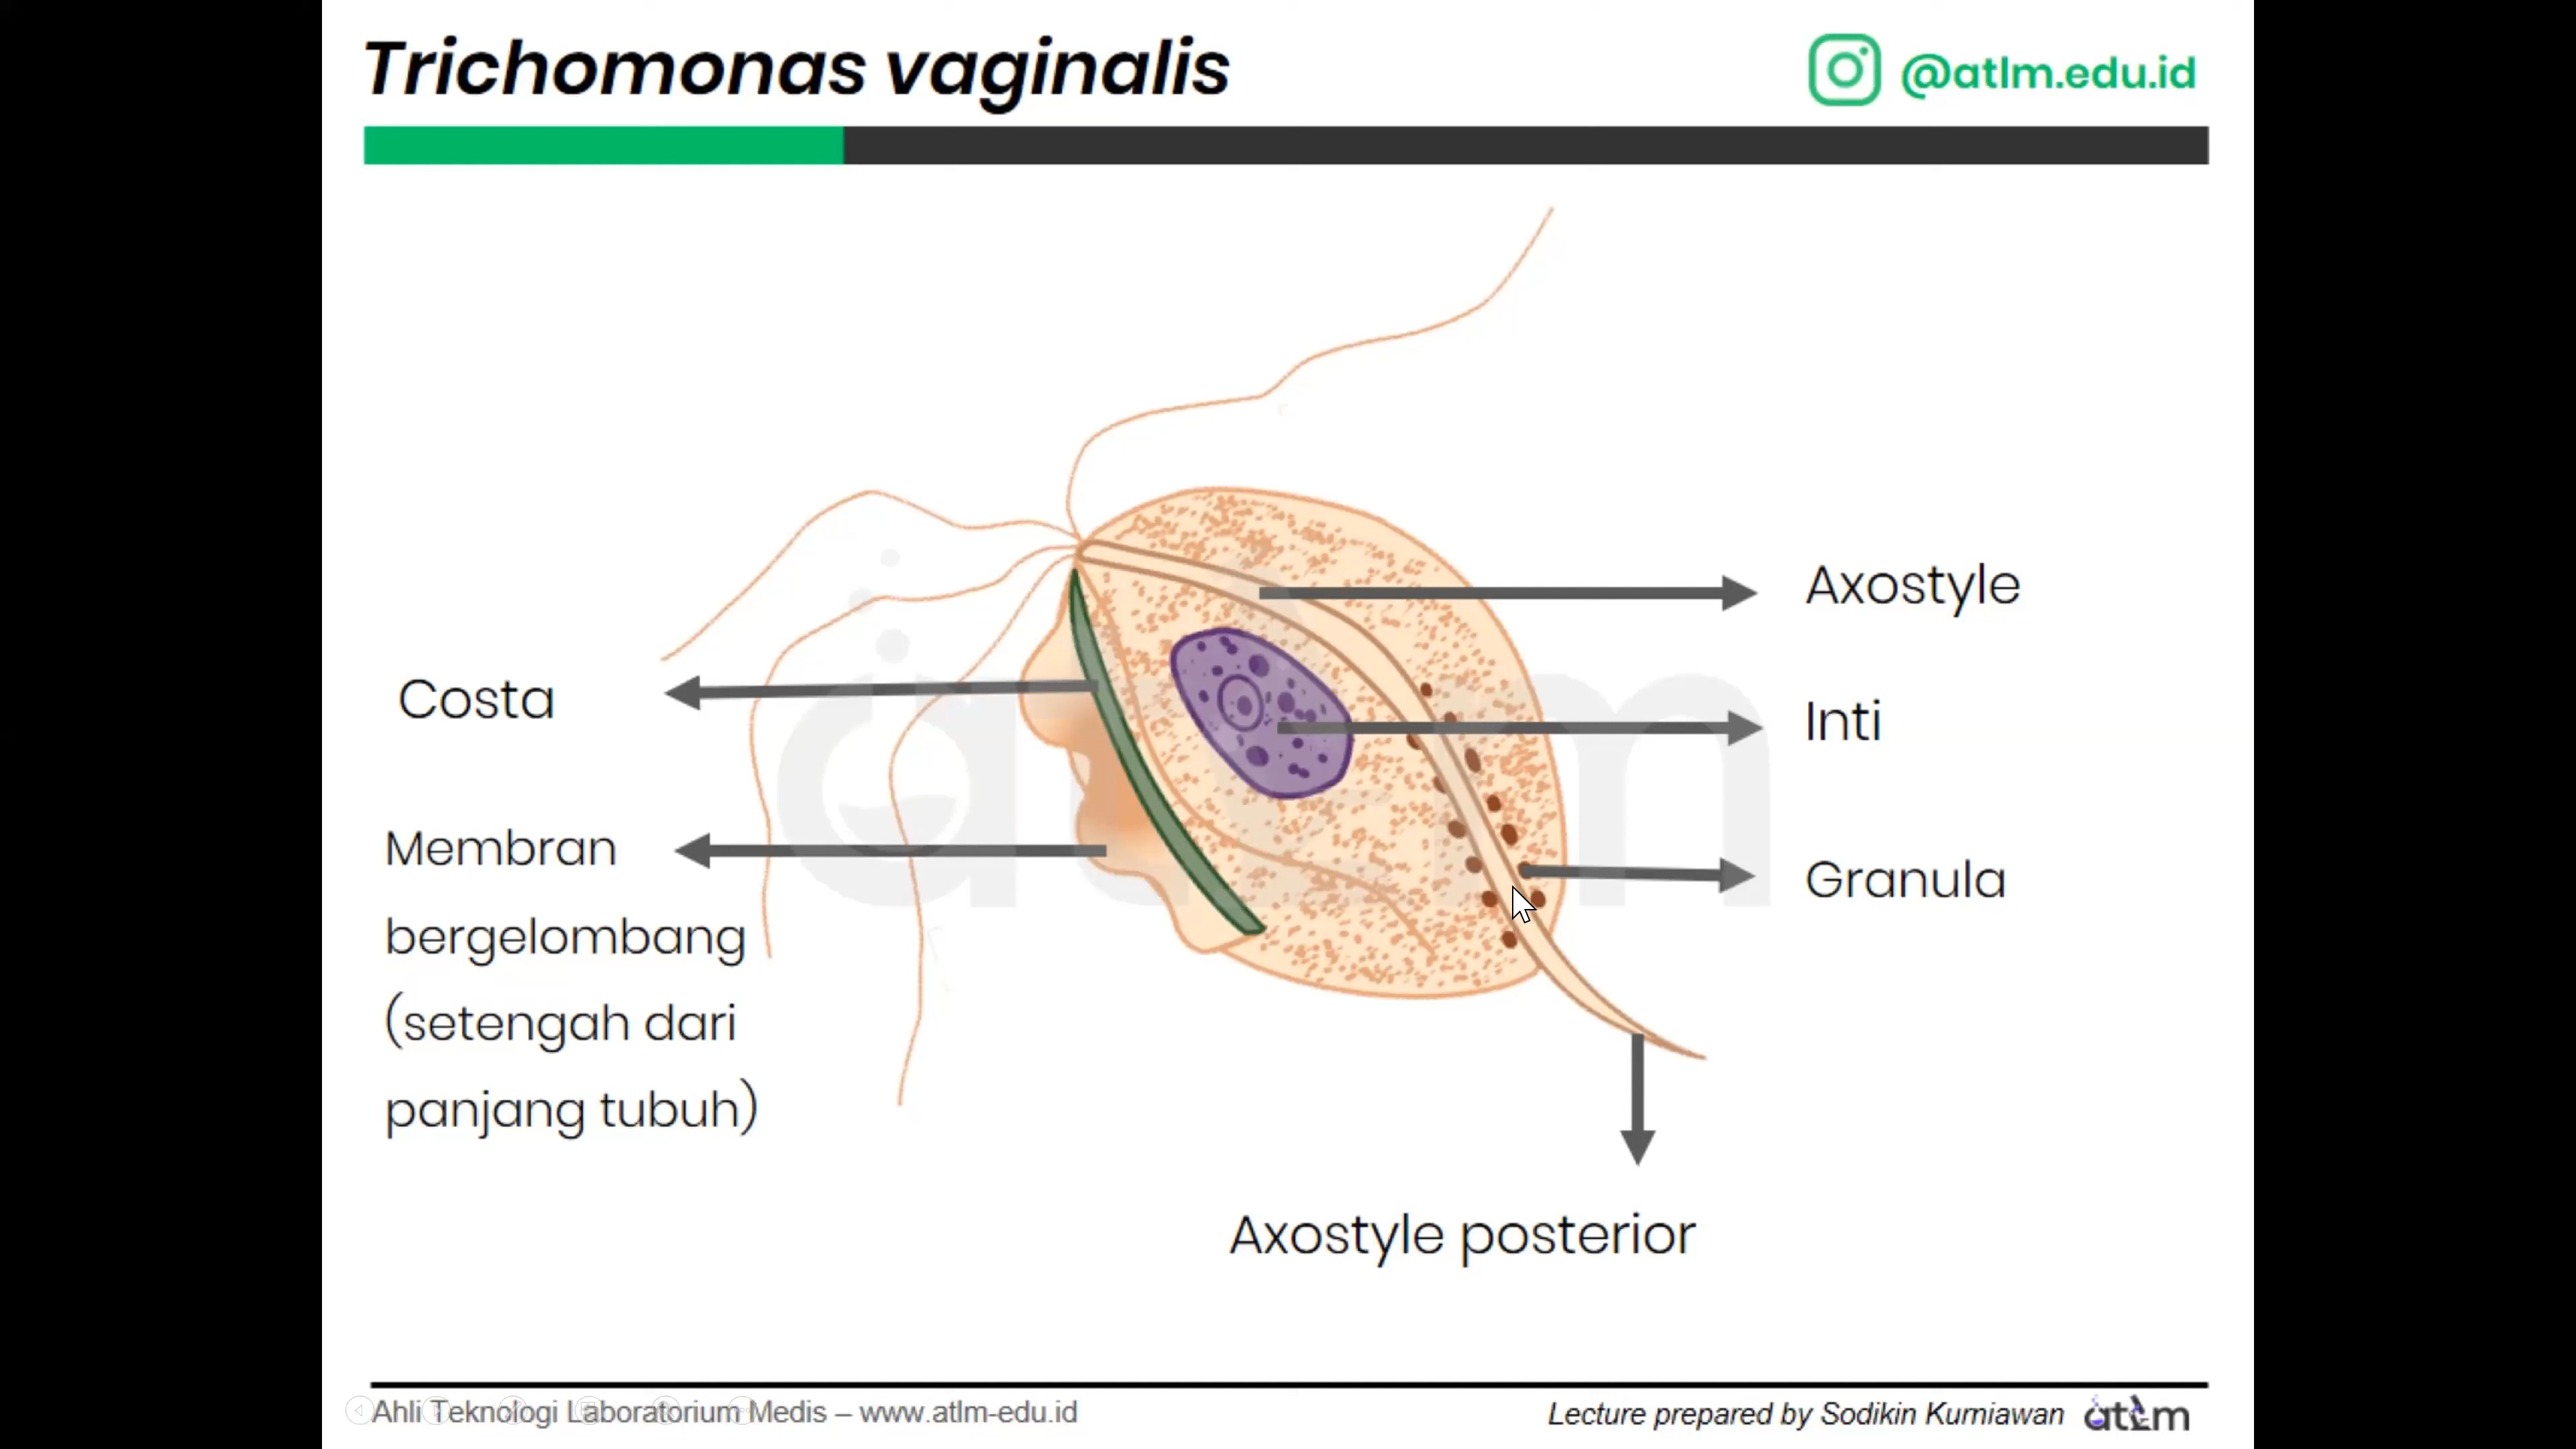 Trichomonas vaginalis
@atlm.edu.id
Axostyle
Costa
Inti
Membran
bergelombang
(setengah dari
panjang tubuh)
Granula
Axostyle posterior
atlm
Ahli Teknologi Laboratorium Medis – www.atlm-edu.id
Lecture prepared by Sodikin Kurniawan
atlm